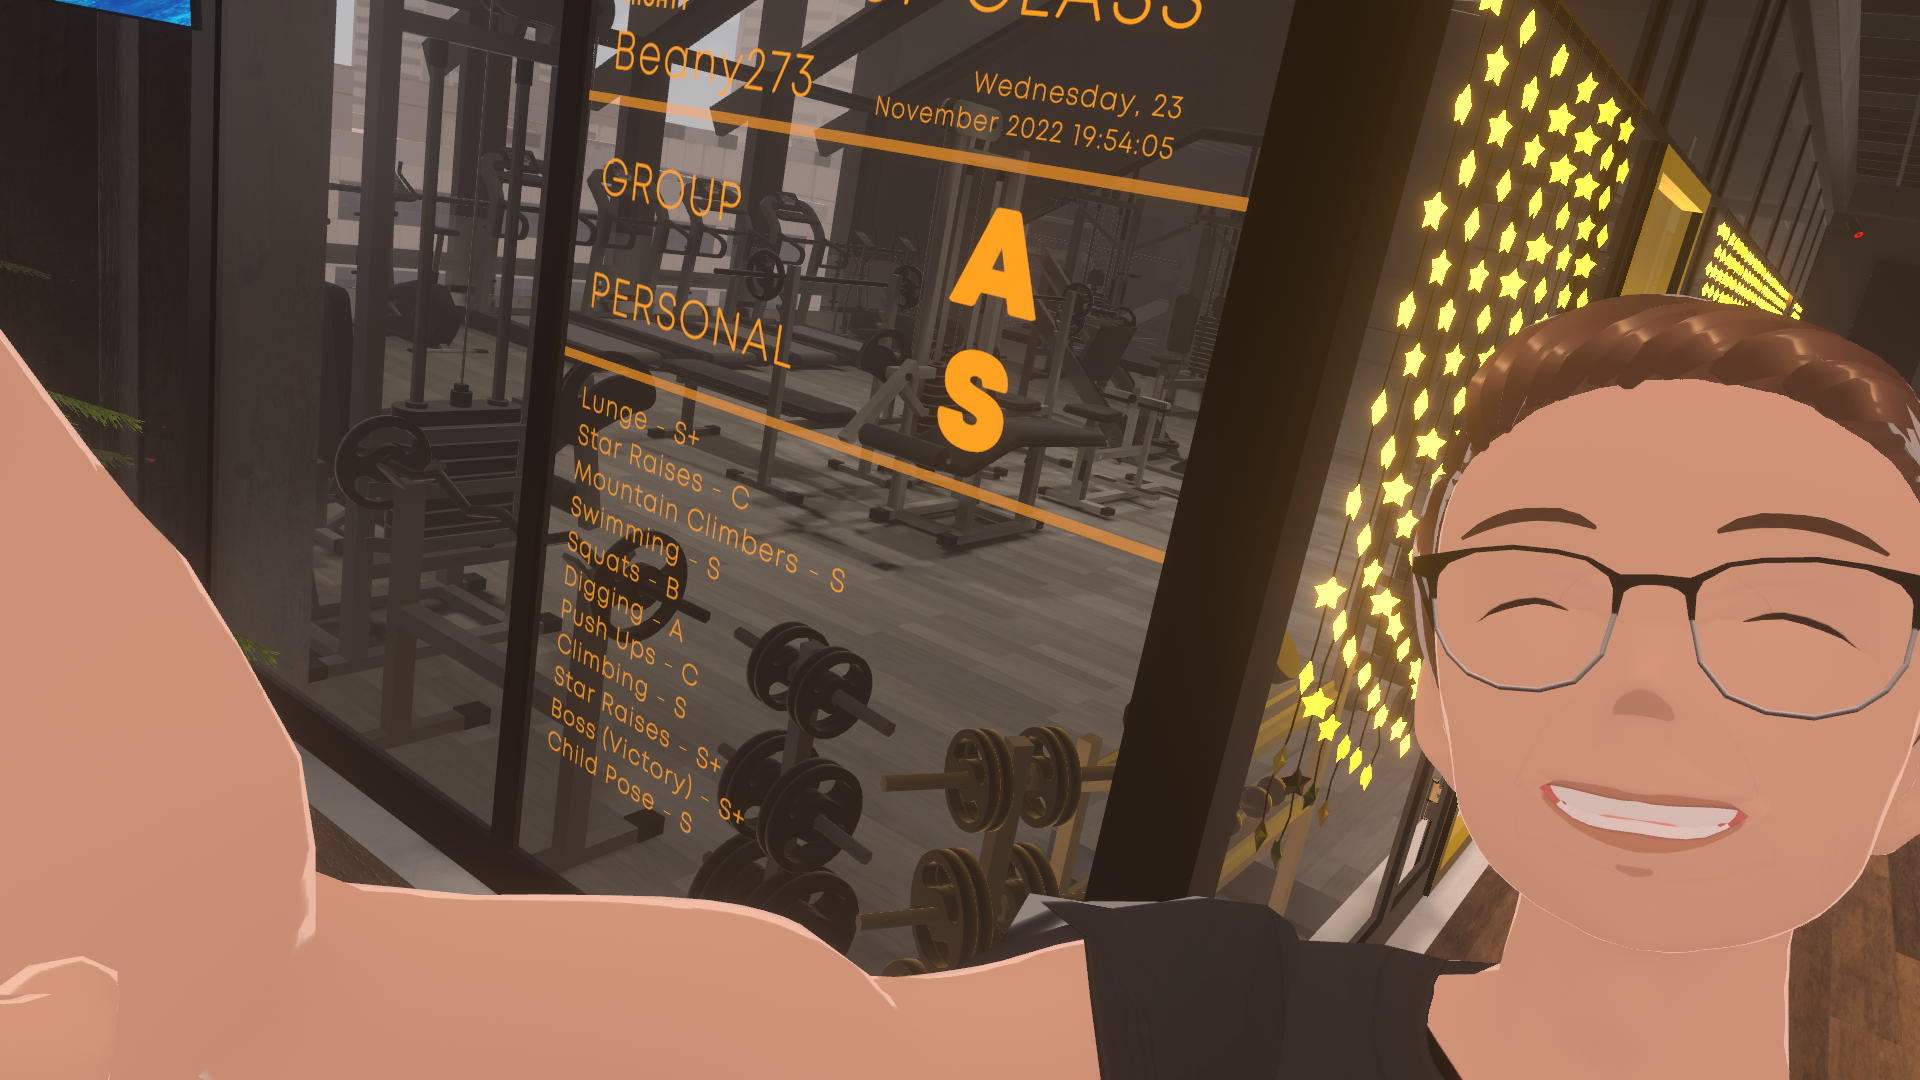 CLASS
Beany273
Wednesday, 23
November 2022 19:54:05
GROUP A
PERSONAL S
Lunge - S+
Star Raises - C
Mountain Climbers - S
Swimming - S
Squats - B
Digging - A
Push Ups - C
Climbing - S
Star Raises - S+
Boss (Victory) - S+
Child Pose - S